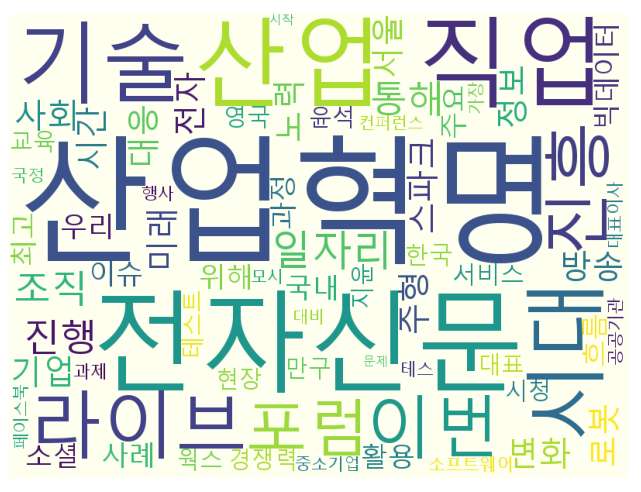 시작
기술
산업
직업
서울
사회
시간
전자
대응
영국
노력
윤석
통해
컨퍼런스
주요
가장
정보
빅데이터
교육
국정
산업혁명
진흥
최고
우리
행사
미래
과정
스파크
대표이사
조직
이슈
일자리
위해
모시
국내
지윤
한국
주형
서비스
방송
전자신문
시대
진행
기업
과제
테스트
현장
대비
만구
문제
테스
대표
시청
흐름
공공기관
페이스북
라이브
포럼
이번
로봇
소셜
사례
웍스
경쟁력
중소기업
활용
소프트웨어
변화